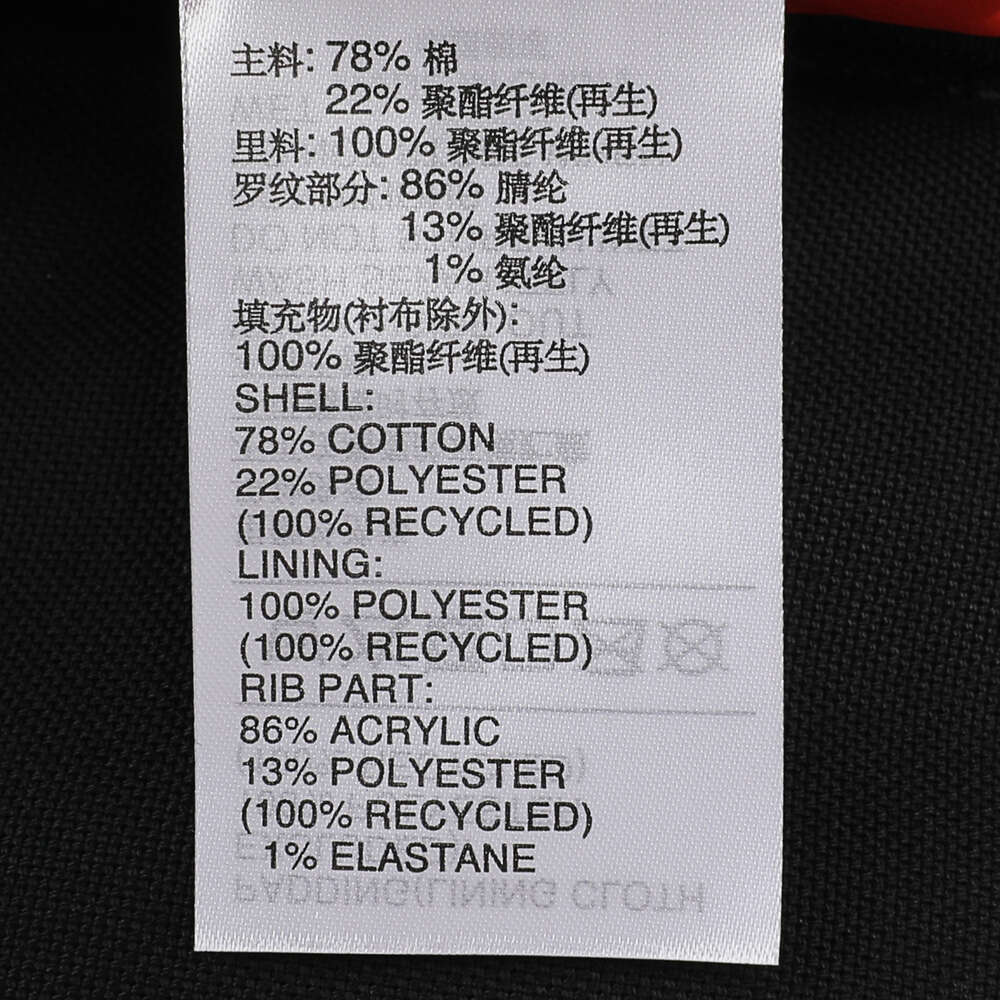 主料: 78% 棉
22% 聚酯纤维(再生)
里料: 100% 聚酯纤维(再生)
罗纹部分: 86% 腈纶
13% 聚酯纤维(再生)
1% 氨纶
填充物(衬布除外):
100% 聚酯纤维(再生)
SHELL:
78% COTTON
22% POLYESTER
(100% RECYCLED)
LINING:
100% POLYESTER
(100% RECYCLED)
RIB PART:
86% ACRYLIC
13% POLYESTER
(100% RECYCLED)
1% ELASTANE
PADDING(LINING CLOTH